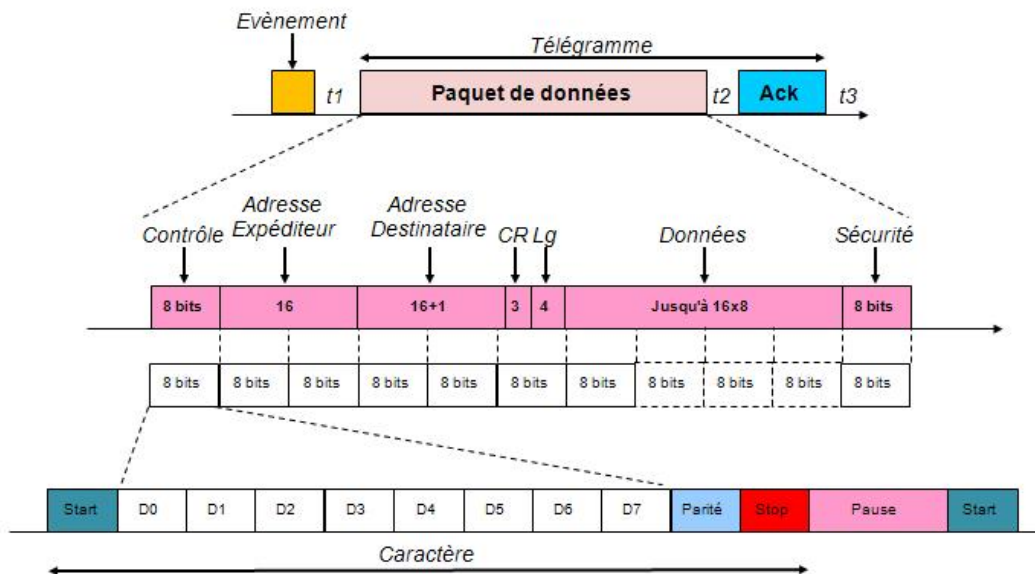 Evènement
Télégramme
t1 Paquet de données t2 Ack t3
Adresse Expéditeur
Adresse Destinataire
Contrôle CR Lg Données Sécurité
8 bits 16 16+1 3 4 Jusqu'à 16x8 8 bits
8 bits 8 bits 8 bits 8 bits 8 bits 8 bits 8 bits 8 bits 8 bits 8 bits 8 bits
Start D0 D1 D2 D3 D4 D5 D6 D7 Parité Stop Pause Start
Caractère